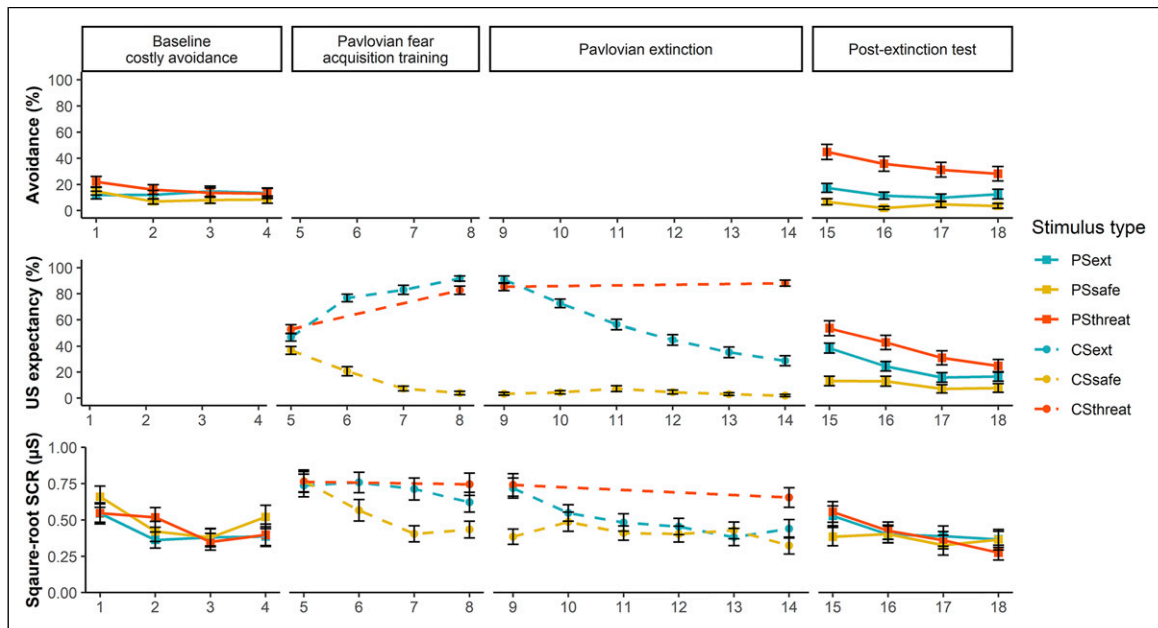 Baseline
costly avoidance
Pavlovian fear
acquisition training
Pavlovian extinction
Post-extinction test
Avoidance (%)
100
80
60
40
20
0
1 2 3 4 5 6 7 8 9 10 11 12 13 14 15 16 17 18
US expectancy (%)
100
80
60
40
20
0
1 2 3 4 5 6 7 8 9 10 11 12 13 14 15 16 17 18
Sqaure-root SCR (µS)
1.00
0.75
0.50
0.25
0.00
1 2 3 4 5 6 7 8 9 10 11 12 13 14 15 16 17 18
Stimulus type
PSext
PSsafe
PSthreat
CSext
CSsafe
CSthreat